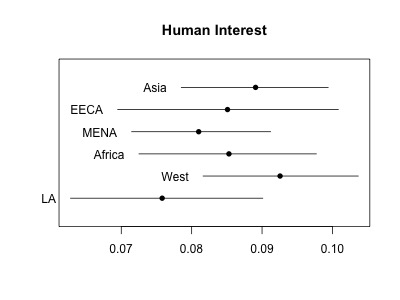 Human Interest
Asia
EECA
MENA
Africa
West
LA
0.07 0.08 0.09 0.10